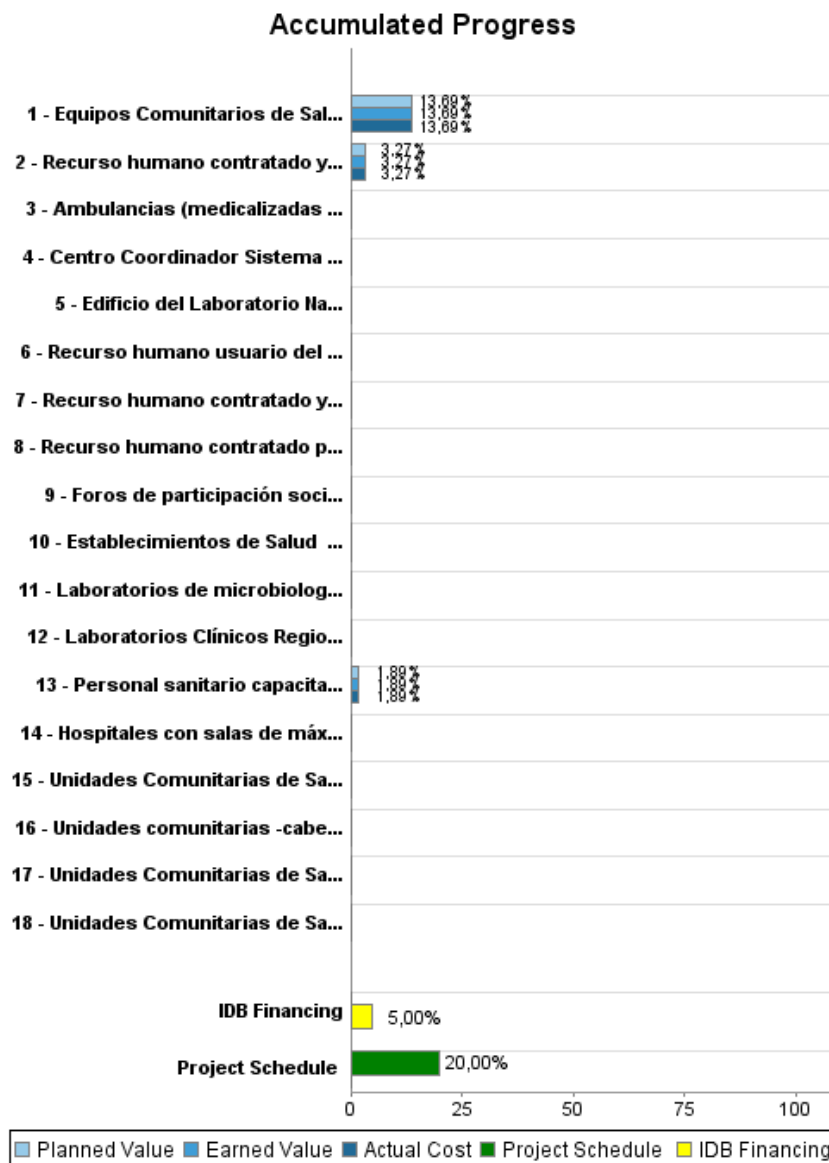 Accumulated Progress
1 - Equipos Comunitarios de Sal...
13,69%
13,69%
13,69%
2 - Recurso humano contratado y...
3,27%
3,27%
3,27%
3 - Ambulancias (medicalizadas ...
4 - Centro Coordinador Sistema ...
5 - Edificio del Laboratorio Na...
6 - Recurso humano usuario del ...
7 - Recurso humano contratado y...
8 - Recurso humano contratado p...
9 - Foros de participación soci...
10 - Establecimientos de Salud ...
11 - Laboratorios de microbiolog...
12 - Laboratorios Clínicos Regio...
13 - Personal sanitario capacita...
1,89%
1,89%
1,89%
14 - Hospitales con salas de máx...
15 - Unidades Comunitarias de Sa...
16 - Unidades comunitarias -cabe...
17 - Unidades Comunitarias de Sa...
18 - Unidades Comunitarias de Sa...
IDB Financing 5,00%
Project Schedule 20,00%
0 25 50 75 100
Planned Value Earned Value Actual Cost Project Schedule IDB Financing